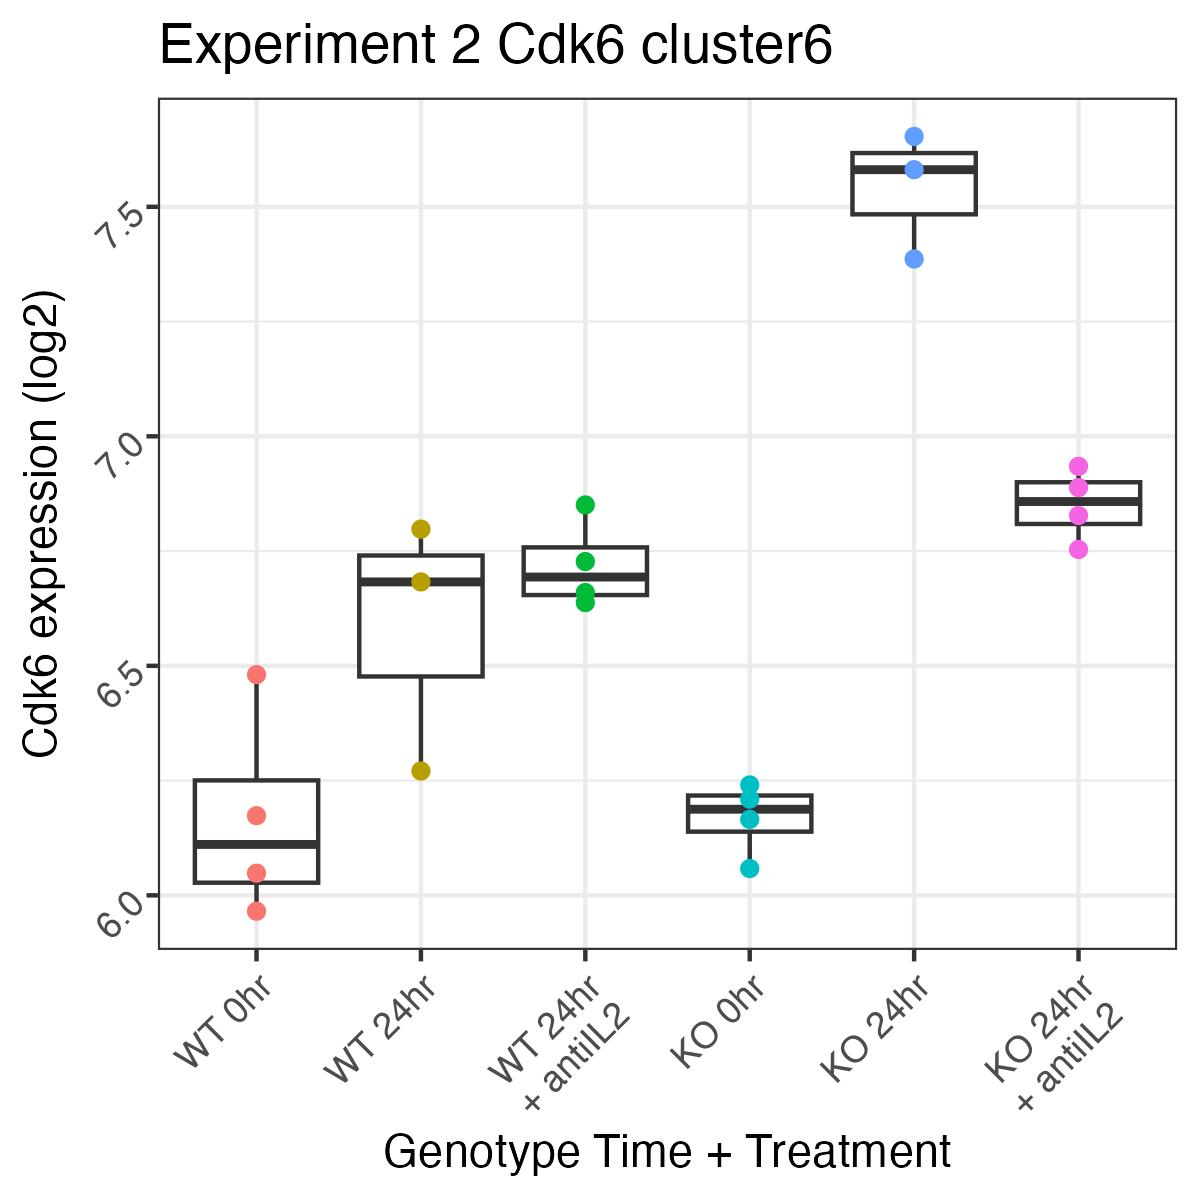 Experiment 2 Cdk6 cluster6
Cdk6 expression (log2)
7.5
7.0
6.5
6.0
WT 0hr
WT 24hr
WT 24hr
+ antiIL2
KO 0hr
KO 24hr
KO 24hr
+ antiIL2
Genotype Time + Treatment